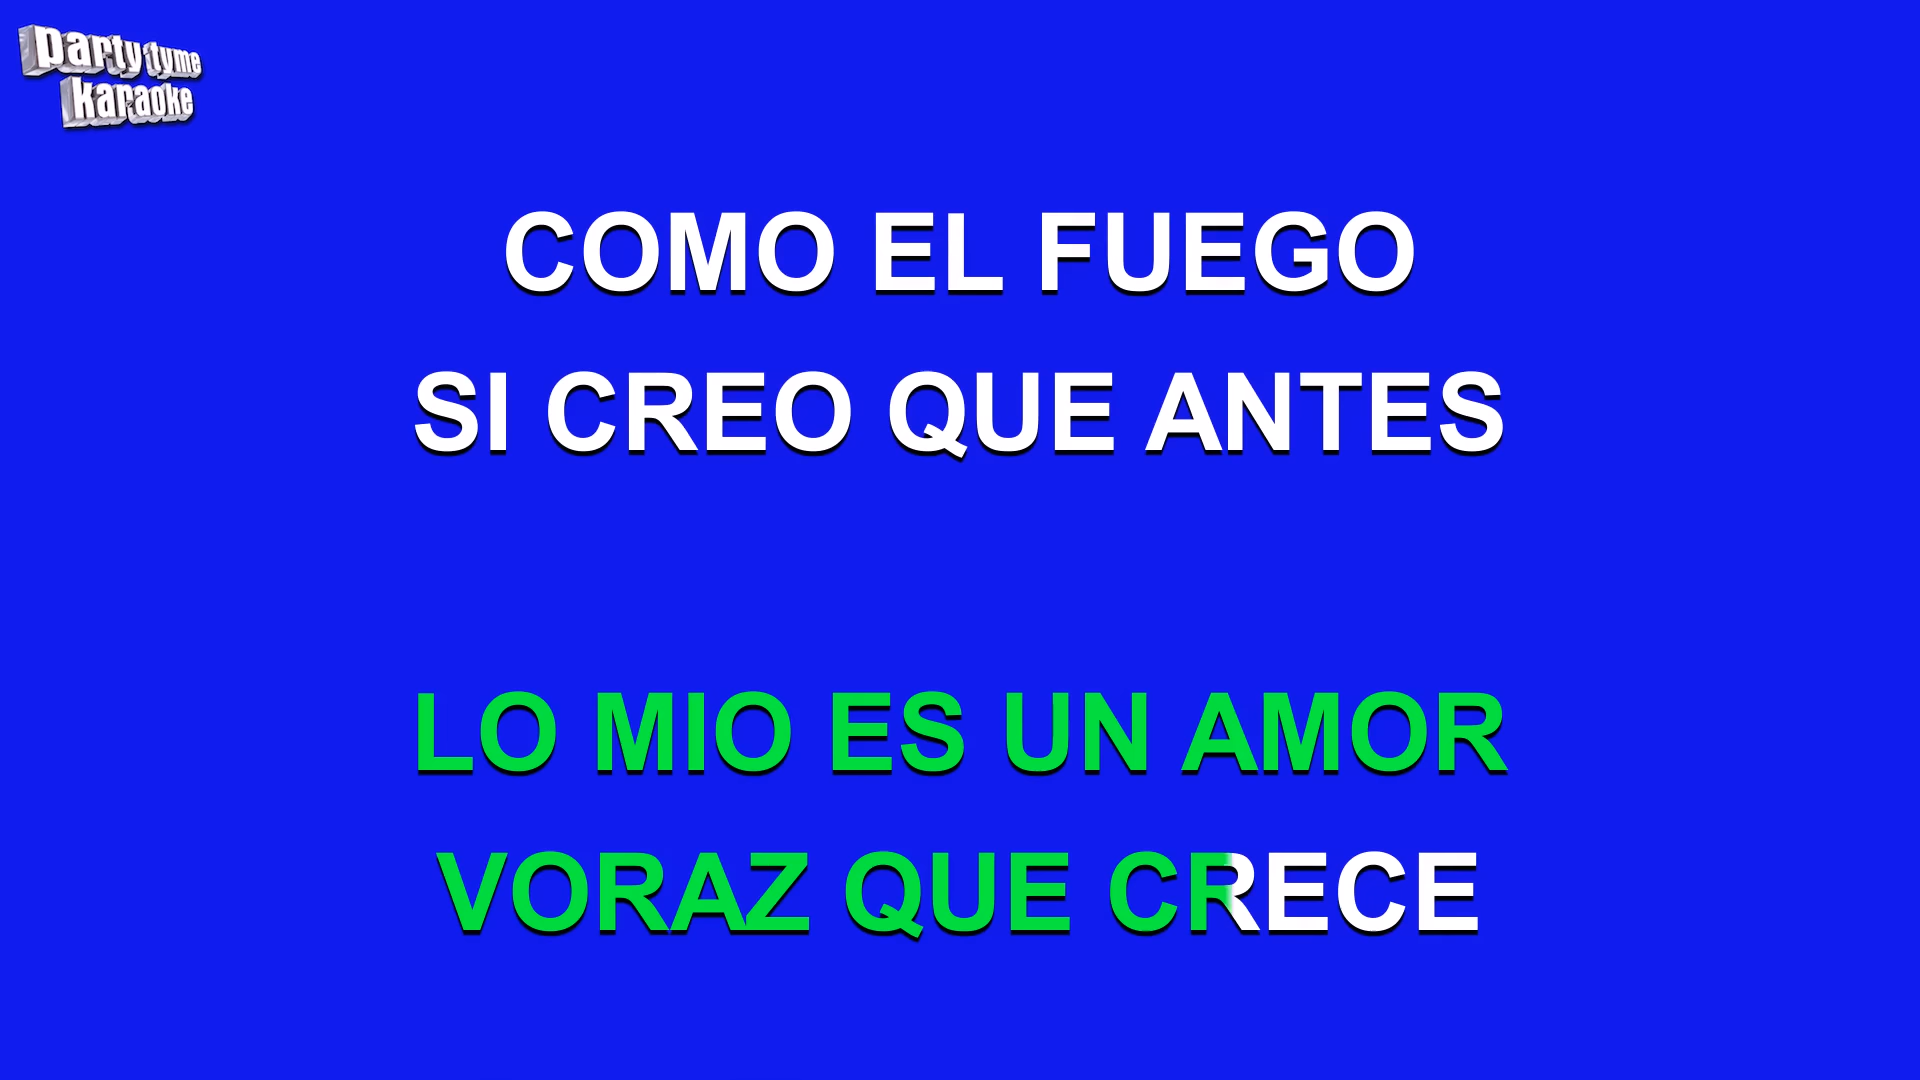 party tyme
karaoke
COMO EL FUEGO
SI CREO QUE ANTES
LO MIO ES UN AMOR
VORAZ QUE CRECE